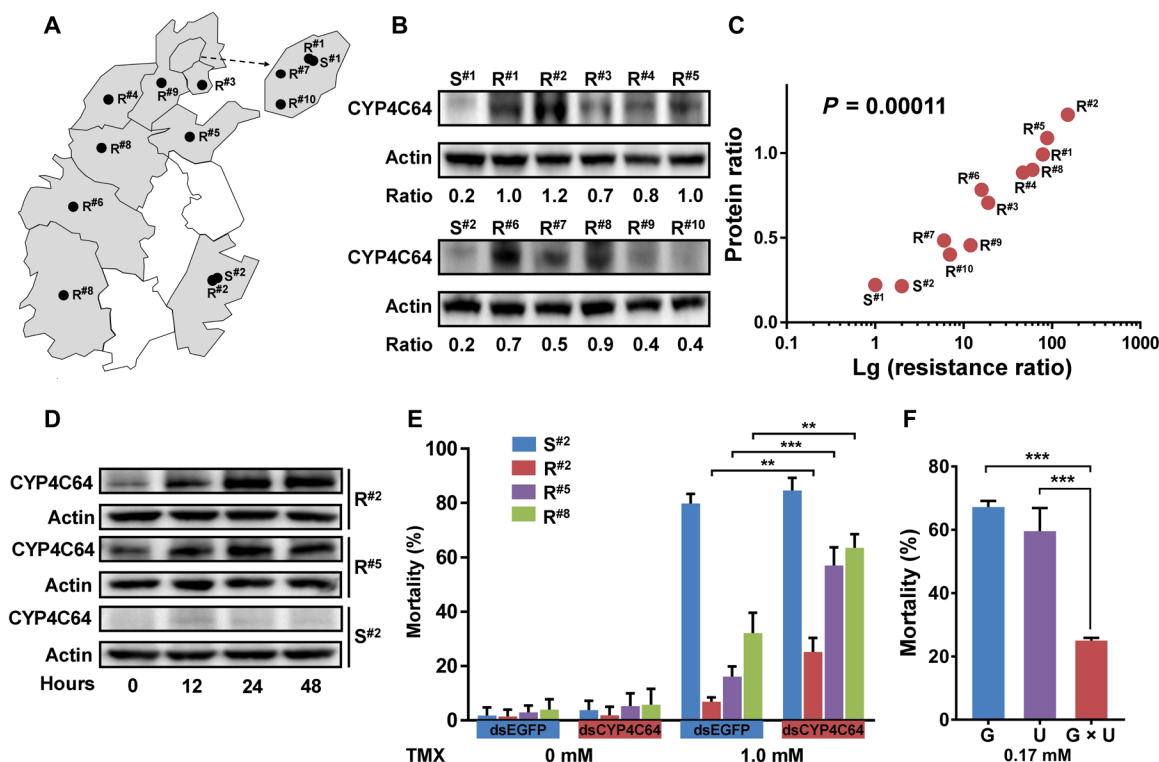 A
R#1
S#1
R#7
R#10
R#3
R#9
R#4
R#5
R#8
R#6
R#8
S#2
R#2
B
S#1 R#1 R#2 R#3 R#4 R#5
CYP4C64
Actin
Ratio 0.2 1.0 1.2 0.7 0.8 1.0
S#2 R#6 R#7 R#8 R#9 R#10
CYP4C64
Actin
Ratio 0.2 0.7 0.5 0.9 0.4 0.4
C
P = 0.00011
Protein ratio
1.0
0.5
0.0
R#2
R#5
R#1
R#8
R#4
R#6
R#3
R#7
R#9
R#10
S#1
S#2
0.1 1 10 100 1000
Lg (resistance ratio)
D
CYP4C64
Actin
R#2
CYP4C64
Actin
R#5
CYP4C64
Actin
S#2
Hours 0 12 24 48
E
Mortality (%)
100
80
60
40
20
0
S#2
R#2
R#5
R#8
**
***
**
dsEGFP dsCYP4C64 dsEGFP dsCYP4C64
TMX 0 mM 1.0 mM
F
Mortality (%)
80
60
40
20
0
***
***
G U G × U
0.17 mM